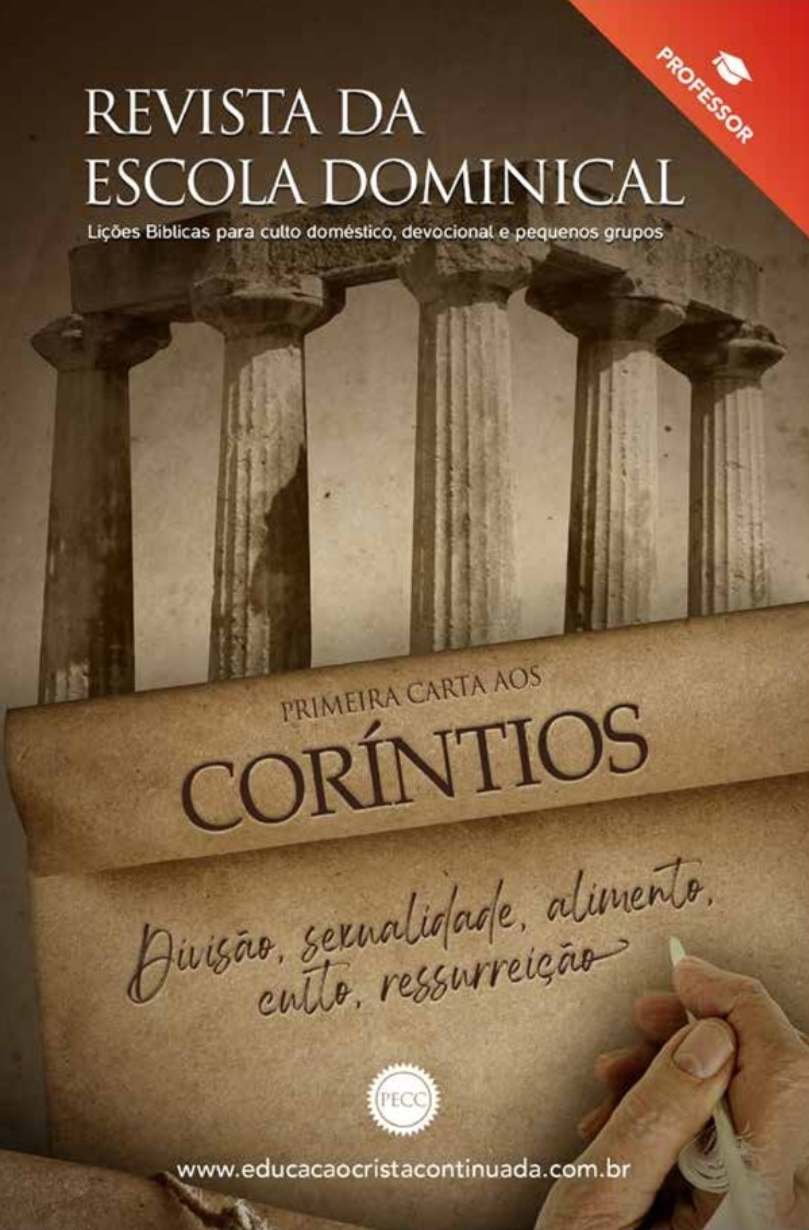 PROFESSOR
REVISTA DA
ESCOLA DOMINICAL
Lições Bíblicas para culto doméstico, devocional e pequenos grupos
PRIMEIRA CARTA AOS
CORÍNTIOS
Divisão, sexualidade, alimento,
culto, ressurreição
PECC
www.educacaocristacontinuada.com.br